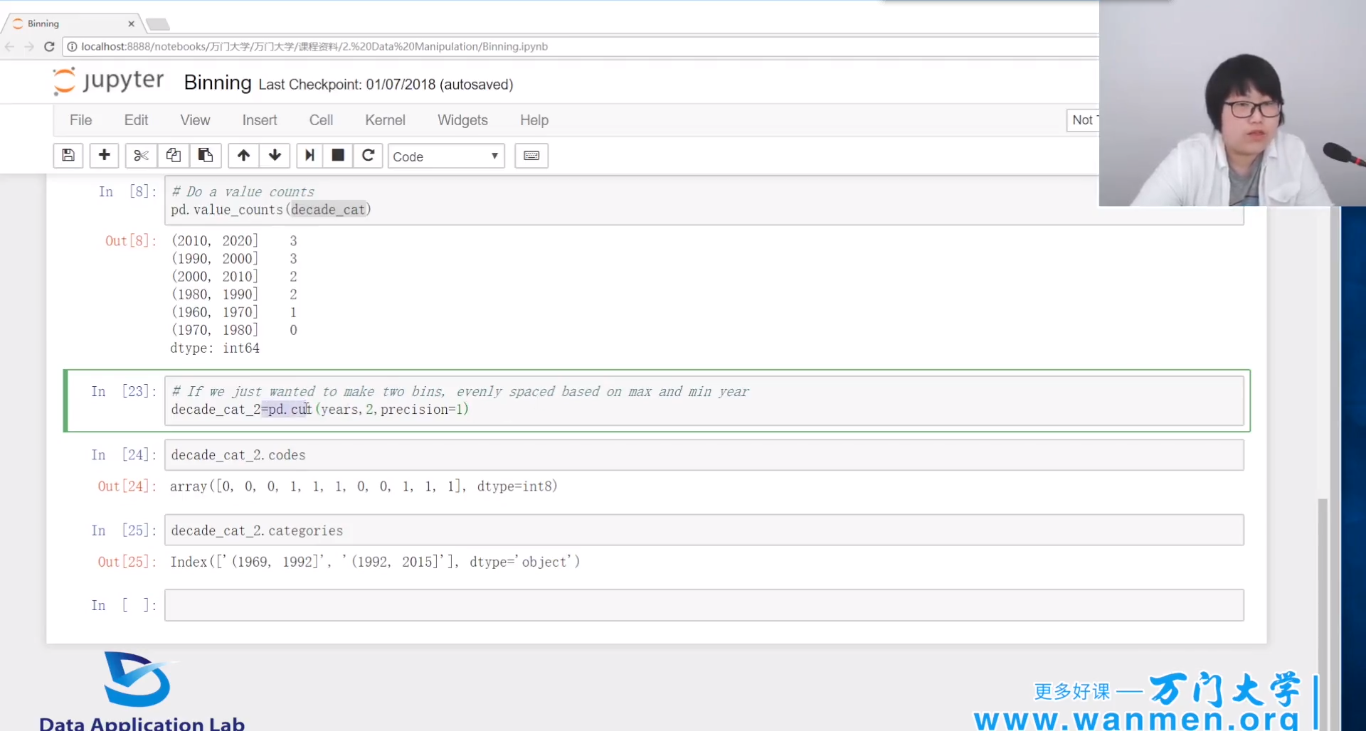 Binning
localhost:8888/notebooks/万门大学/万门大学/课程资料/2.%20Data%20Manipulation/Binning.ipynb
jupyter Binning Last Checkpoint: 01/07/2018 (autosaved)
File Edit View Insert Cell Kernel Widgets Help Not
Code
In [8]: # Do a value counts
pd.value_counts(decade_cat)
Out[8]: (2010, 2020] 3
(1990, 2000] 3
(2000, 2010] 2
(1980, 1990] 2
(1960, 1970] 1
(1970, 1980] 0
dtype: int64
In [23]: # If we just wanted to make two bins, evenly spaced based on max and min year
decade_cat_2=pd.cut(years,2,precision=1)
In [24]: decade_cat_2.codes
Out[24]: array([0, 0, 0, 1, 1, 1, 0, 0, 1, 1, 1], dtype=int8)
In [25]: decade_cat_2.categories
Out[25]: Index(['(1969, 1992]', '(1992, 2015]'], dtype='object')
In [ ]:
Data Application Lab
更多好课 — 万门大学
www.wanmen.org